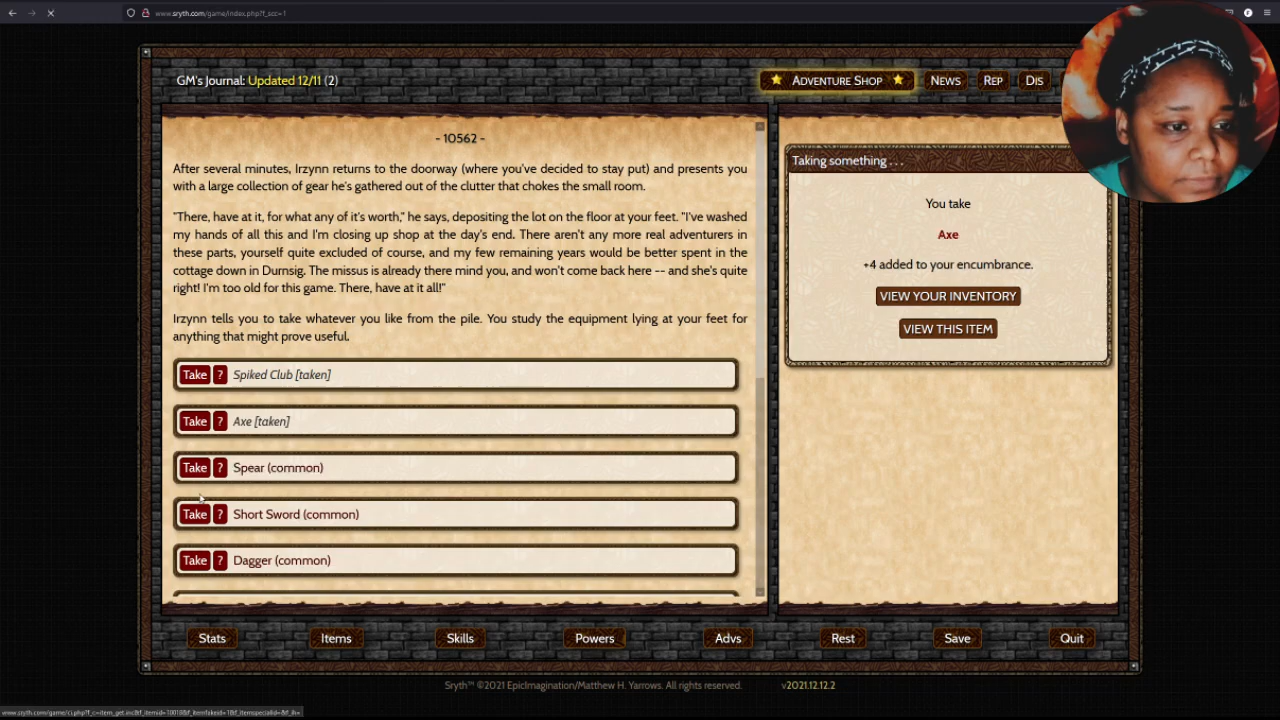 www.sryth.com/game/index.php?f_scc=1
GM's Journal: Updated 12/11 (2)
ADVENTURE SHOP
NEWS
REP
DIS
- 10562 -
After several minutes, Irzynn returns to the doorway (where you've decided to stay put) and presents you
with a large collection of gear he's gathered out of the clutter that chokes the small room.
"There, have at it, for what any of it's worth," he says, depositing the lot on the floor at your feet. "I've washed
my hands of all this and I'm closing up shop at the day's end. There aren't any more real adventurers in
these parts, yourself quite excluded of course, and my few remaining years would be better spent in the
cottage down in Durnsig. The missus is already there mind you, and won't come back here -- and she's quite
right! I'm too old for this game. There, have at it all!"
Irzynn tells you to take whatever you like from the pile. You study the equipment lying at your feet for
anything that might prove useful.
Take ? Spiked Club [taken]
Take ? Axe [taken]
Take ? Spear (common)
Take ? Short Sword (common)
Take ? Dagger (common)
Taking something . . .
You take
Axe
+4 added to your encumbrance.
VIEW YOUR INVENTORY
VIEW THIS ITEM
Stats
Items
Skills
Powers
Advs
Rest
Save
Quit
Sryth™ ©2021 EpicImagination/Matthew H. Yarrows. All rights reserved.
v2021.12.12.2